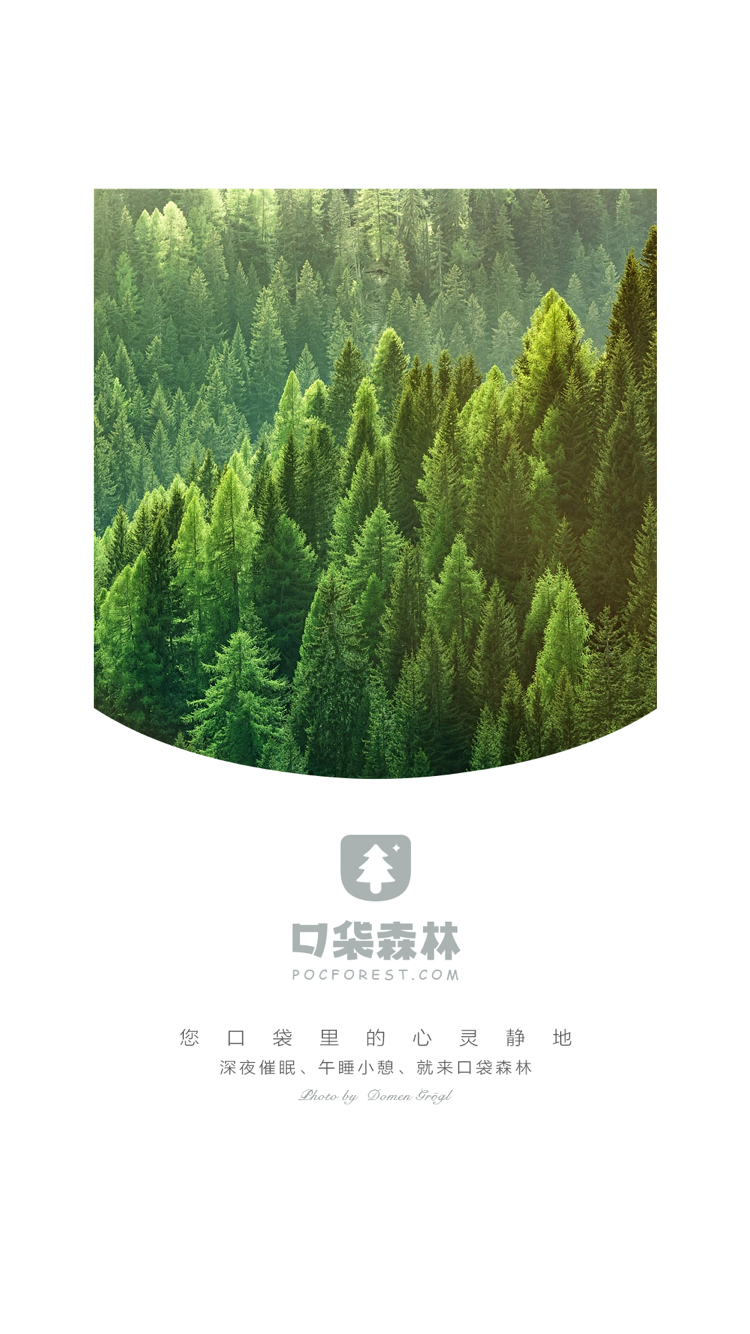 口袋森林
POCFOREST.COM
您口袋里的心灵静地
深夜催眠、午睡小憩、就来口袋森林
Photo by Domen Grögl